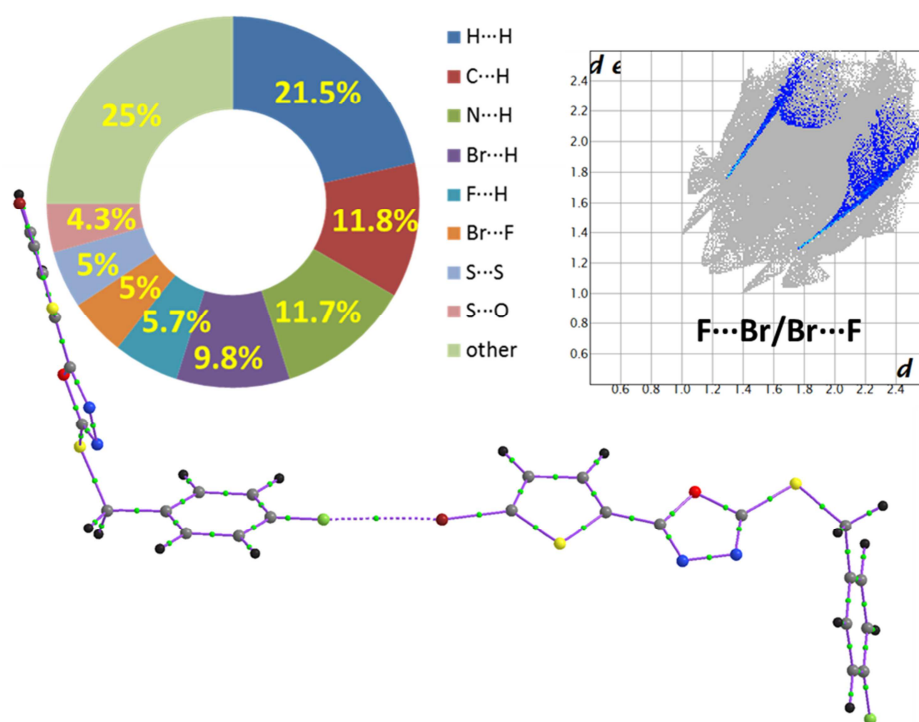 21.5%
11.8%
11.7%
9.8%
5.7%
5%
5%
4.3%
25%
H···H
C···H
N···H
Br···H
F···H
Br···F
S···S
S···O
other
d e
2.4
2.2
2.0
1.8
1.6
1.4
1.2
1.0
0.8
0.6
F···Br/Br···F
d
0.6 0.8 1.0 1.2 1.4 1.6 1.8 2.0 2.2 2.4